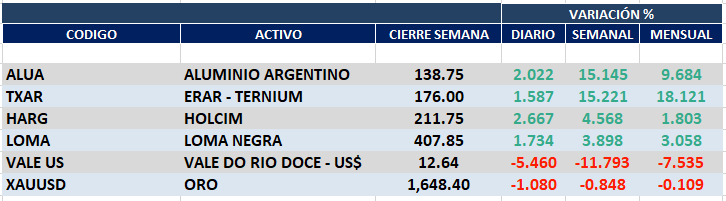 VARIACIÓN %
CODIGO ACTIVO CIERRE SEMANA DIARIO SEMANAL MENSUAL
ALUA ALUMINIO ARGENTINO 138.75 2.022 15.145 9.684
TXAR ERAR - TERNIUM 176.00 1.587 15.221 18.121
HARG HOLCIM 211.75 2.667 4.568 1.803
LOMA LOMA NEGRA 407.85 1.734 3.898 3.058
VALE US VALE DO RIO DOCE - US$ 12.64 -5.460 -11.793 -7.535
XAUUSD ORO 1,648.40 -1.080 -0.848 -0.109